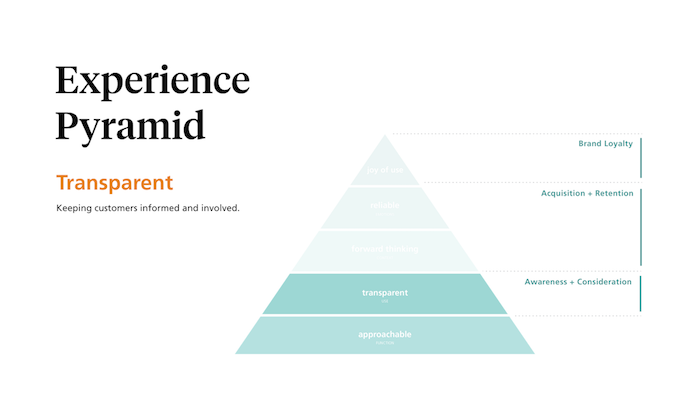 Experience
Pyramid
Transparent
Keeping customers informed and involved.
joy of use
Brand Loyalty
reliable
Acquisition + Retention
forward thinking
transparent
Awareness + Consideration
approachable